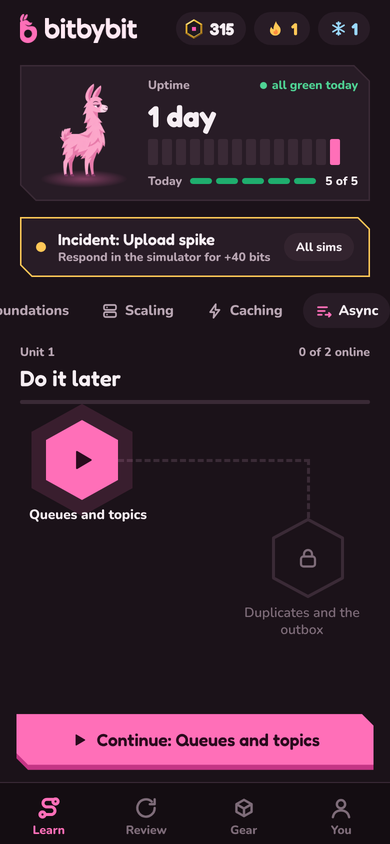 bitbybit
315
1
1
Uptime
all green today
1 day
Today
5 of 5
Incident: Upload spike
Respond in the simulator for +40 bits
All sims
oundations
Scaling
Caching
Async
Unit 1
0 of 2 online
Do it later
Queues and topics
Duplicates and the
outbox
Continue: Queues and topics
Learn
Review
Gear
You